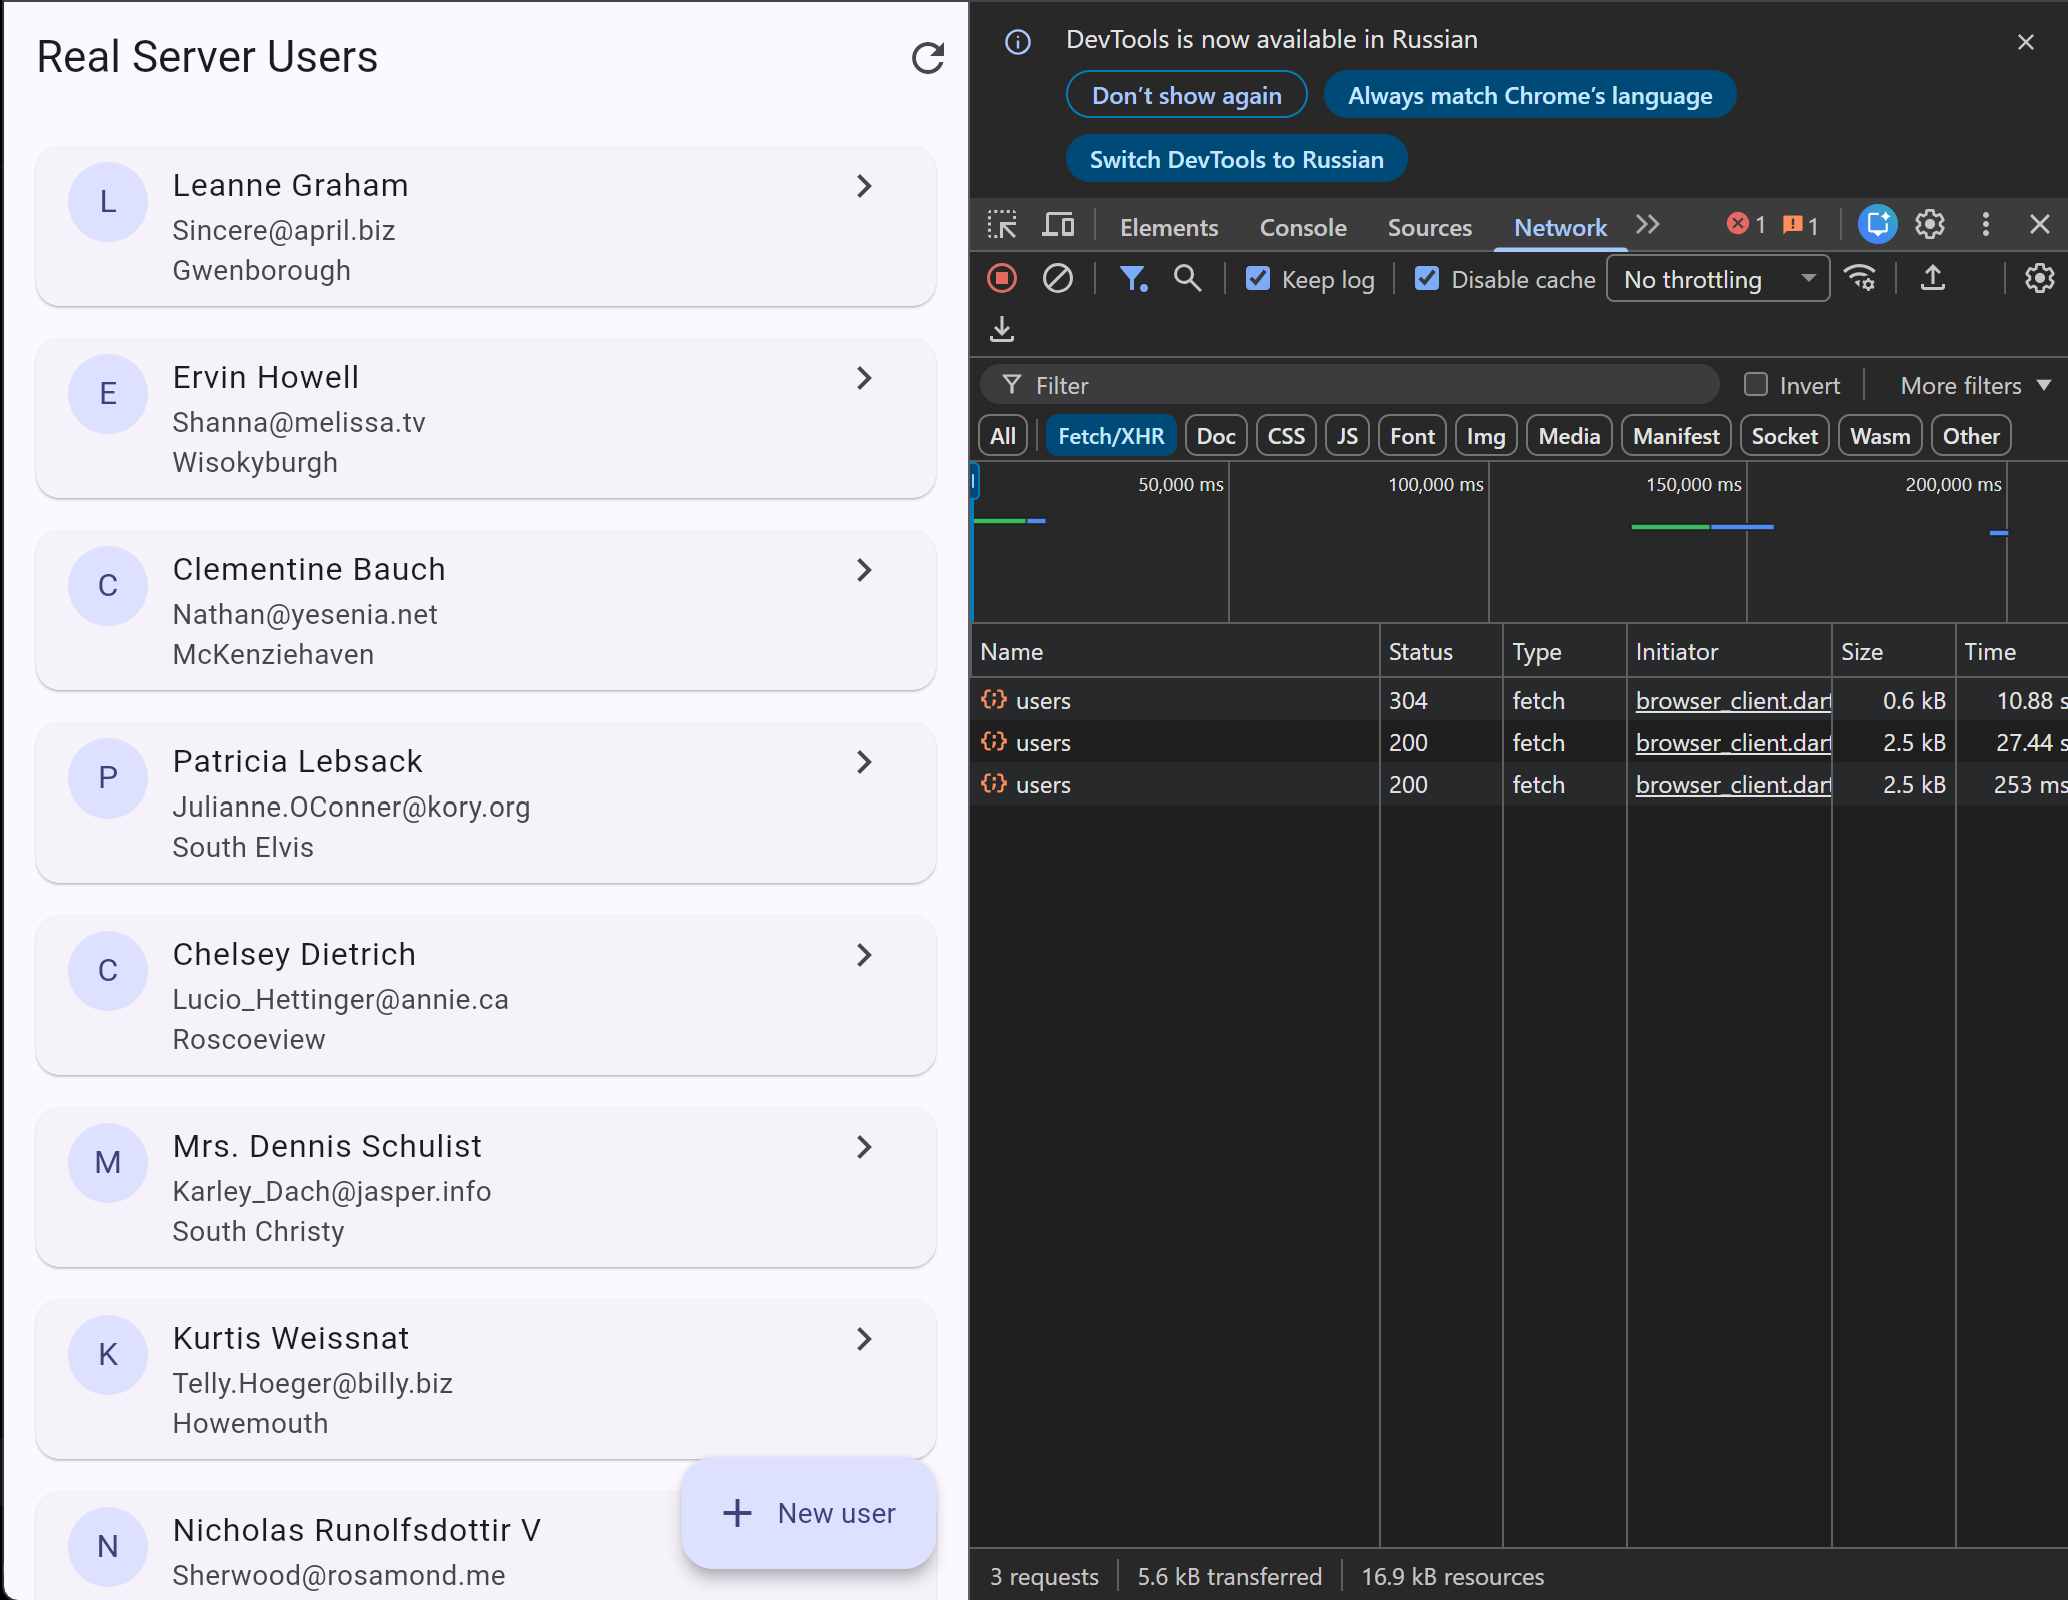 Real Server Users
L
Leanne Graham
Sincere@april.biz
Gwenborough
E
Ervin Howell
Shanna@melissa.tv
Wisokyburgh
C
Clementine Bauch
Nathan@yesenia.net
McKenziehaven
P
Patricia Lebsack
Julianne.OConner@kory.org
South Elvis
C
Chelsey Dietrich
Lucio_Hettinger@annie.ca
Roscoeview
M
Mrs. Dennis Schulist
Karley_Dach@jasper.info
South Christy
K
Kurtis Weissnat
Telly.Hoeger@billy.biz
Howemouth
N
Nicholas Runolfsdottir V
Sherwood@rosamond.me
New user
DevTools is now available in Russian
Don't show again Always match Chrome's language
Switch DevTools to Russian
Elements Console Sources Network 1 1
Keep log Disable cache No throttling
Filter Invert More filters
All Fetch/XHR Doc CSS JS Font Img Media Manifest Socket Wasm Other
50,000 ms 100,000 ms 150,000 ms 200,000 ms
Name Status Type Initiator Size Time
users 304 fetch browser_client.dart 0.6 kB 10.88 s
users 200 fetch browser_client.dart 2.5 kB 27.44 s
users 200 fetch browser_client.dart 2.5 kB 253 ms
3 requests 5.6 kB transferred 16.9 kB resources